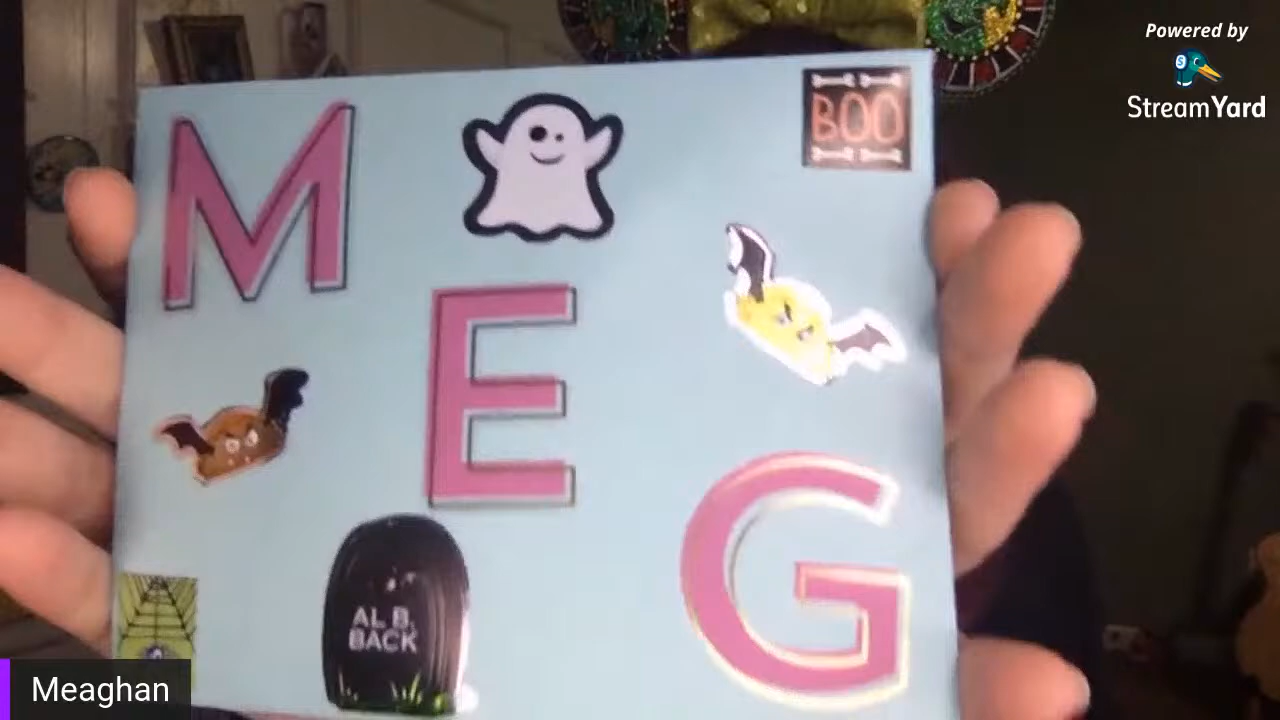 Powered by
StreamYard
M
BOO
E
G
AL B.
BACK
Meaghan